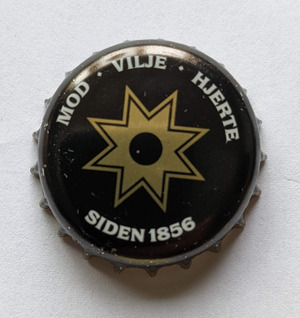 MOD · VILJE · HJERTE
SIDEN 1856